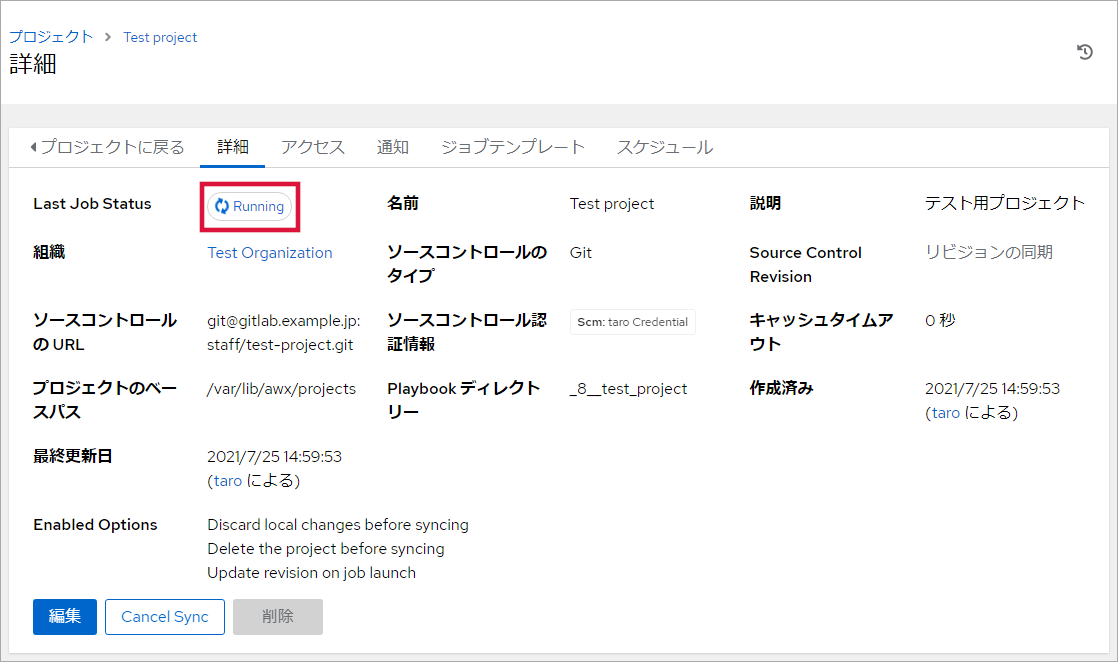 プロジェクト > Test project
詳細
プロジェクトに戻る 詳細 アクセス 通知 ジョブテンプレート スケジュール
Last Job Status Running 名前 Test project 説明 テスト用プロジェクト
組織 Test Organization ソースコントロールの Git Source Control リビジョンの同期
タイプ Revision
ソースコントロール git@gitlab.example.jp: ソースコントロール認 Scm: taro Credential キャッシュタイムア 0 秒
の URL staff/test-project.git 証情報 ウト
プロジェクトのベー /var/lib/awx/projects Playbook ディレクト _8__test_project 作成済み 2021/7/25 14:59:53
スパス リー (taro による)
最終更新日 2021/7/25 14:59:53
(taro による)
Enabled Options Discard local changes before syncing
Delete the project before syncing
Update revision on job launch
編集 Cancel Sync 削除